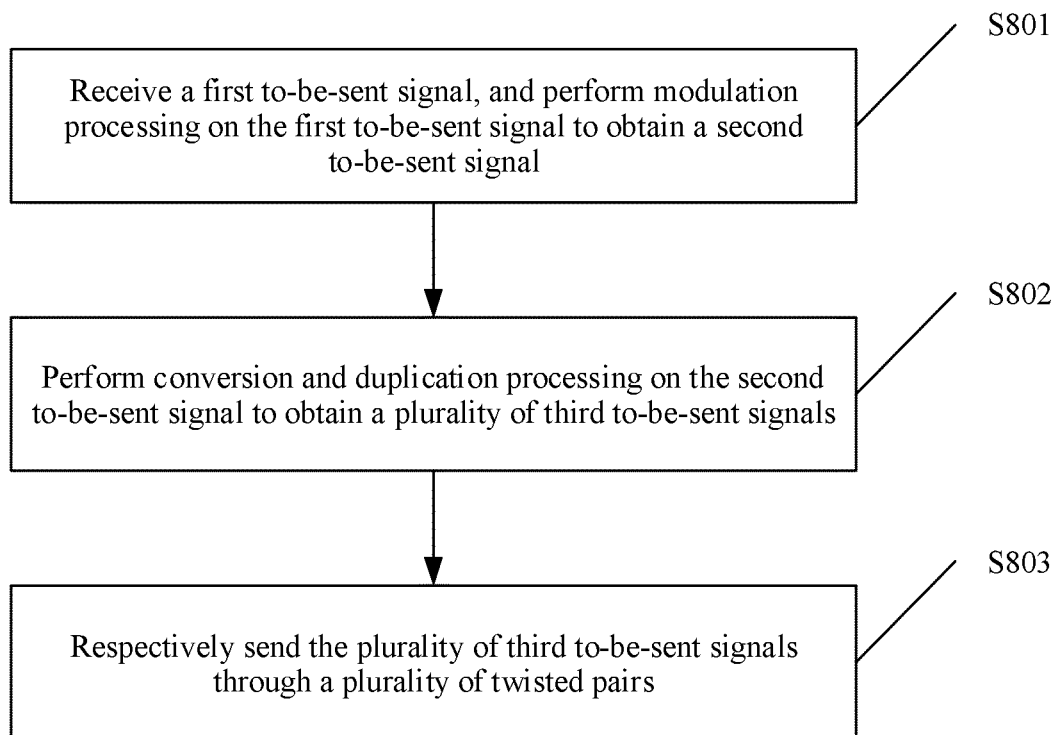 S801
Receive a first to-be-sent signal, and perform modulation
processing on the first to-be-sent signal to obtain a second
to-be-sent signal
S802
Perform conversion and duplication processing on the second
to-be-sent signal to obtain a plurality of third to-be-sent signals
S803
Respectively send the plurality of third to-be-sent signals
through a plurality of twisted pairs